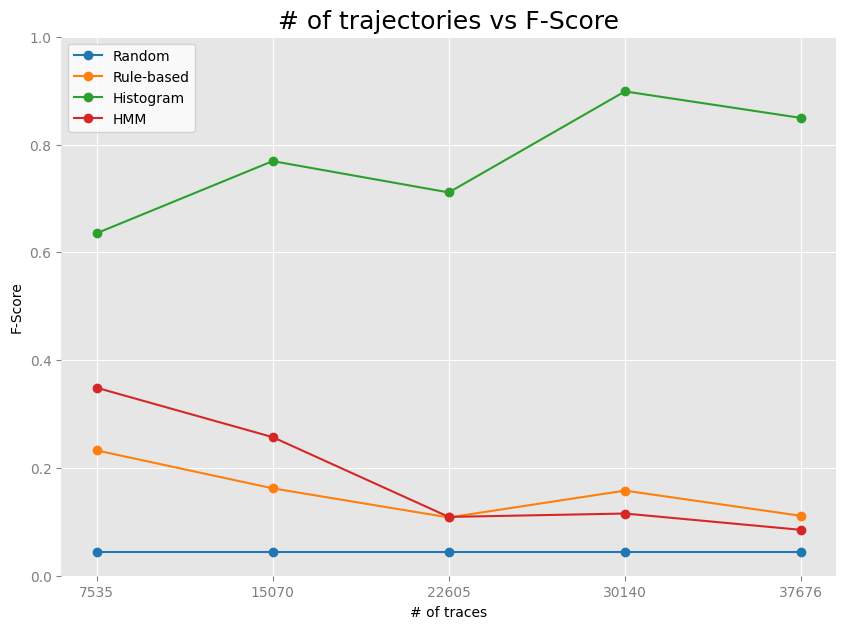 # of trajectories vs F-Score
1.0
0.8
0.6
0.4
0.2
0.0
F-Score
Random
Rule-based
Histogram
HMM
7535 15070 22605 30140 37676
# of traces